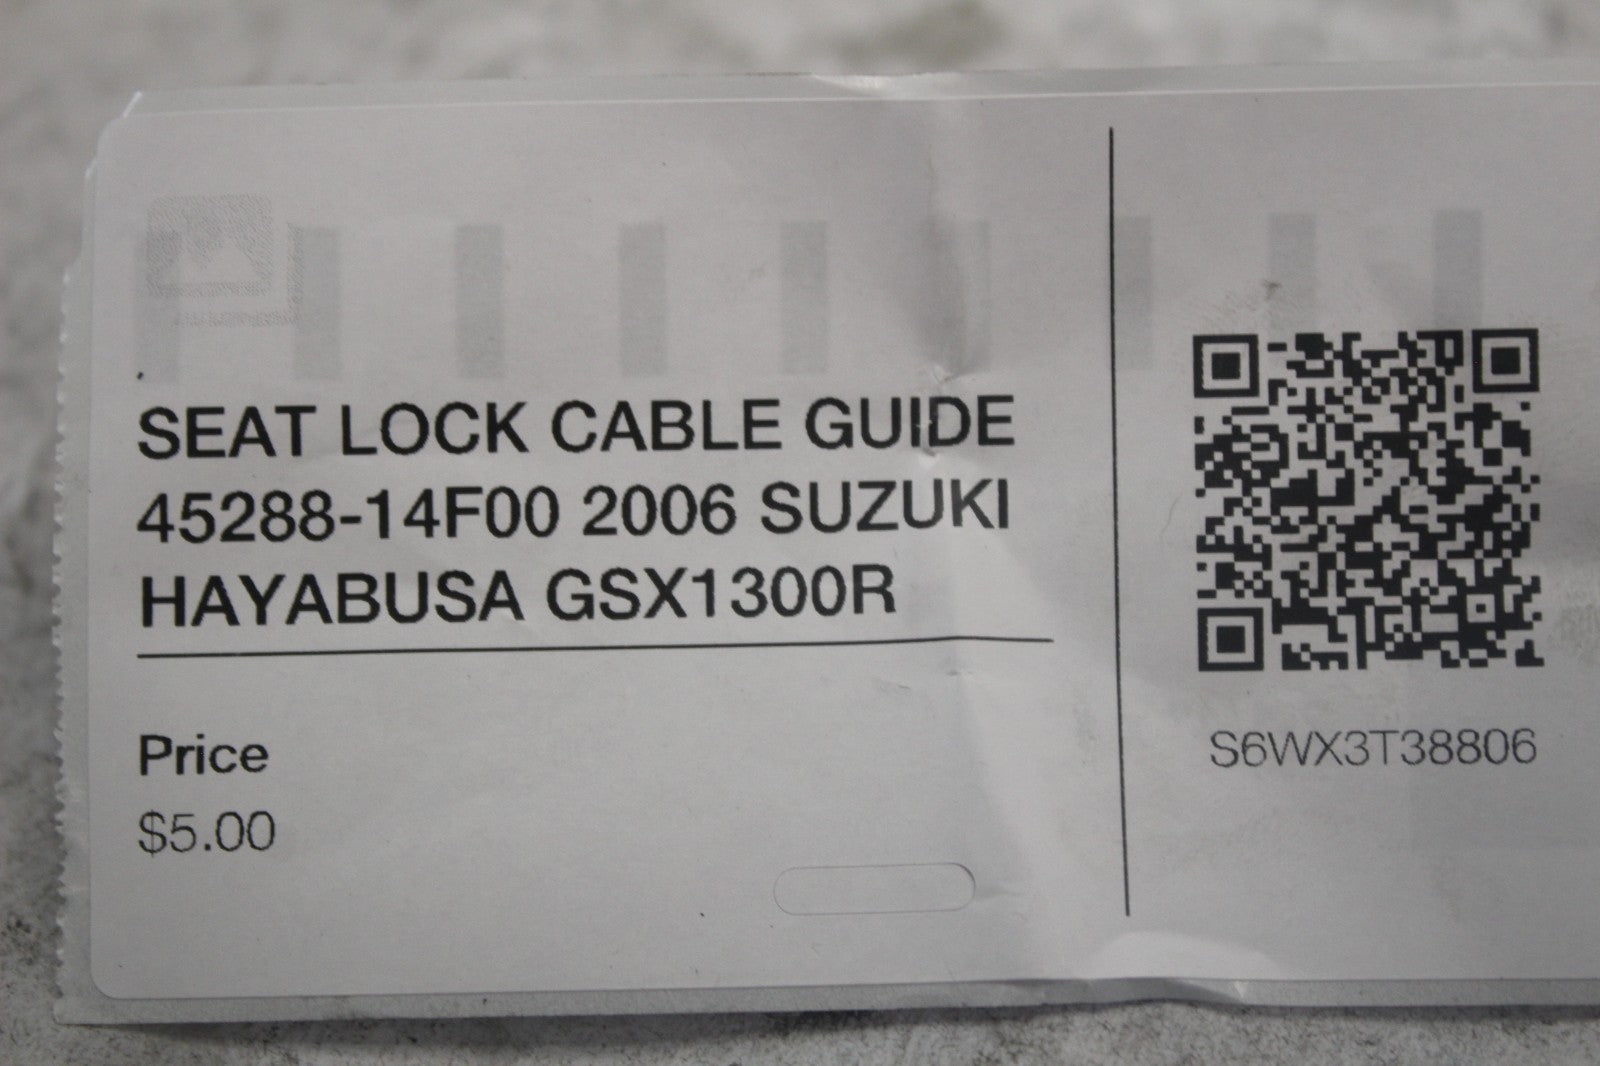 SEAT LOCK CABLE GUIDE
45288-14F00 2006 SUZUKI
HAYABUSA GSX1300R
Price
$5.00
S6WX3T38806